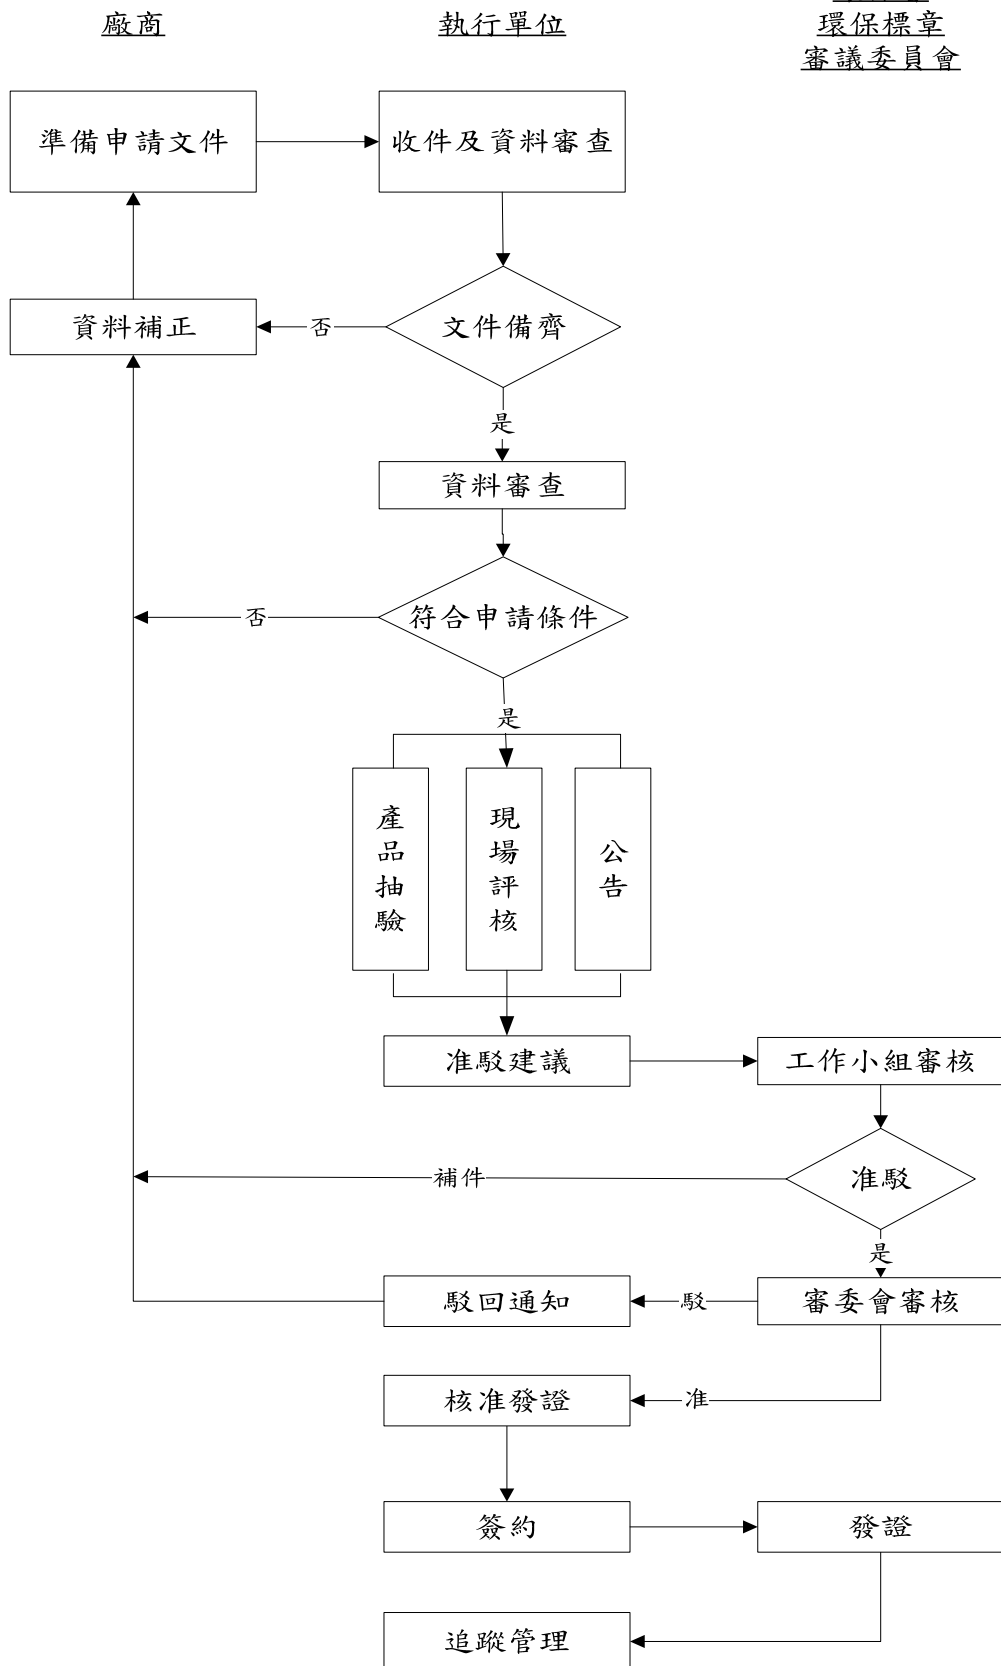 廠商
執行單位
環保標章
審議委員會
準備申請文件
收件及資料審查
資料補正
否
文件備齊
是
資料審查
否
符合申請條件
是
產品抽驗
現場評核
公告
准駁建議
工作小組審核
補件
准駁
是
駁回通知
駁
審委會審核
核准發證
准
簽約
發證
追蹤管理